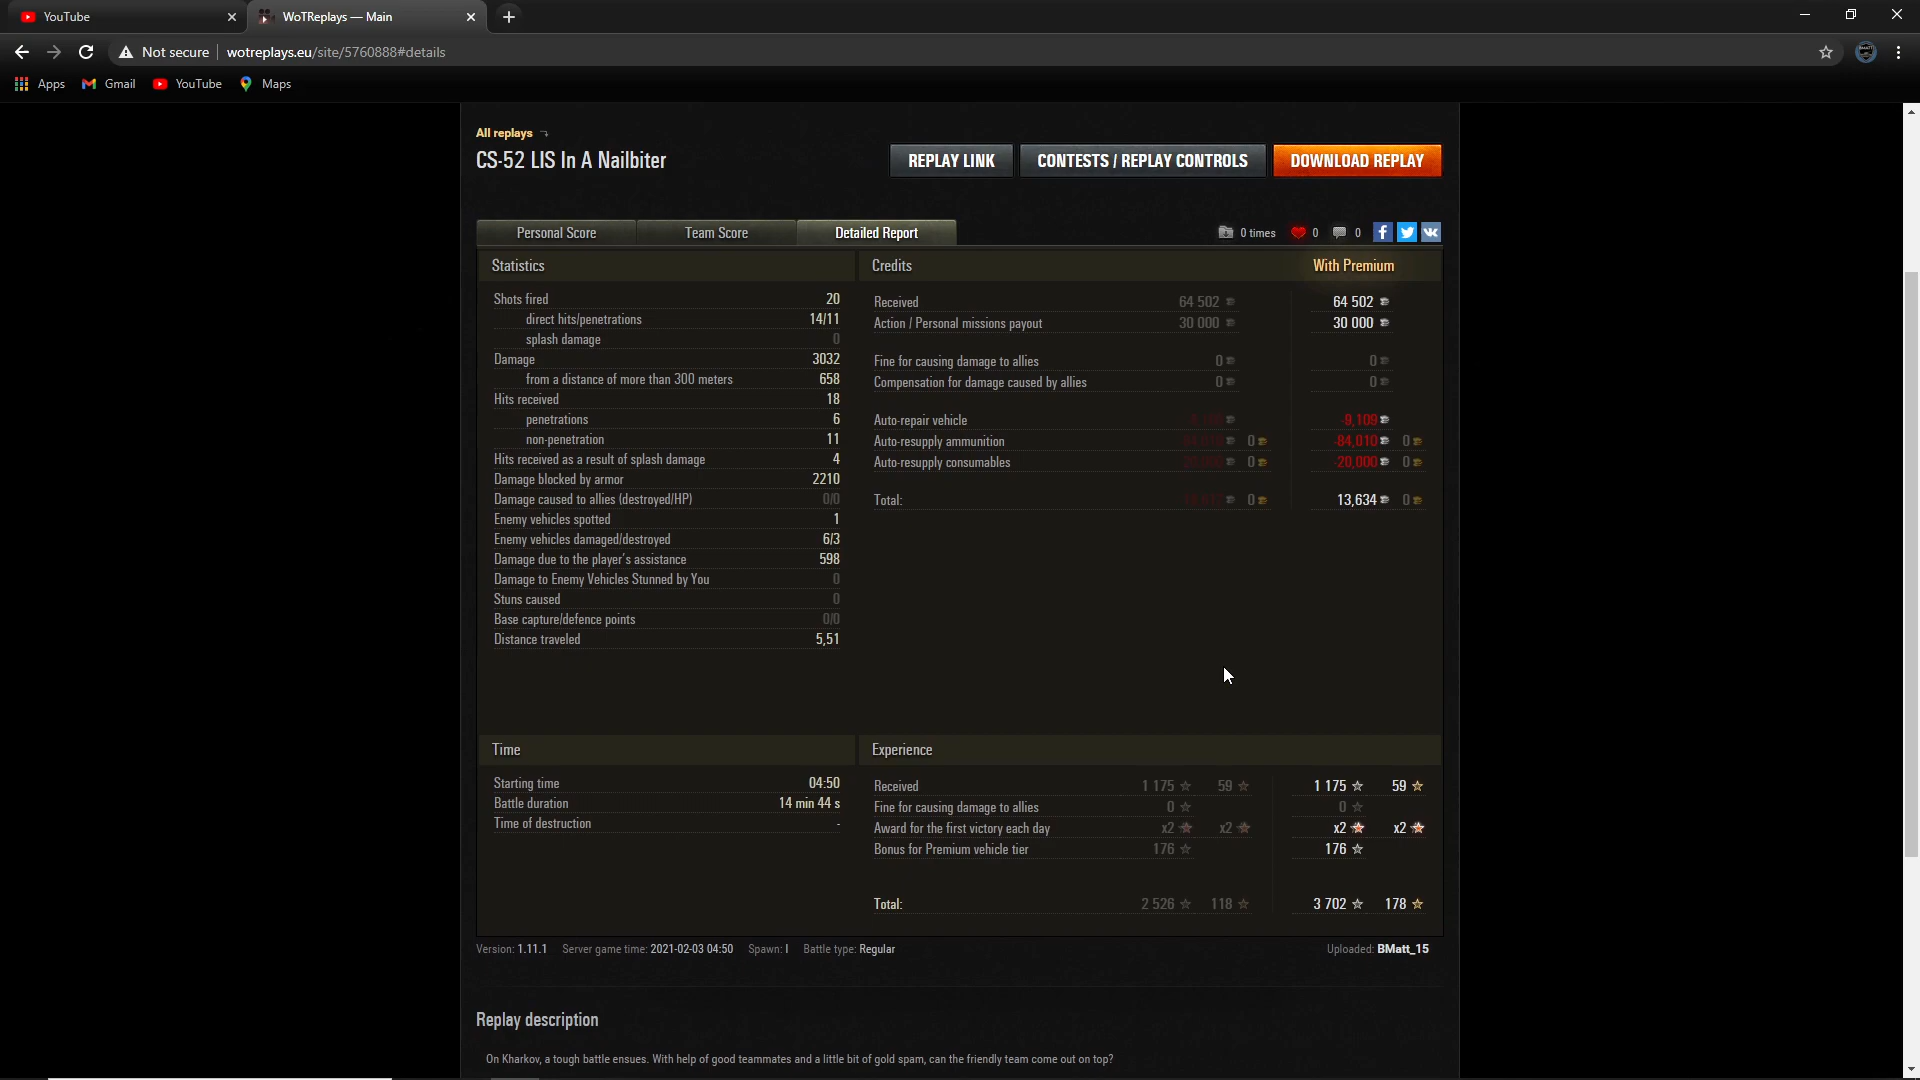 YouTube
WoTReplays — Main
Not secure
wotreplays.eu/site/5760888#details
Apps
Gmail
YouTube
Maps
All replays
CS-52 LIS In A Nailbiter
REPLAY LINK
CONTESTS / REPLAY CONTROLS
DOWNLOAD REPLAY
Personal Score
Team Score
Detailed Report
0 times
0
0
Statistics
Shots fired 20
direct hits/penetrations 14/11
splash damage 0
Damage 3032
from a distance of more than 300 meters 658
Hits received 18
penetrations 6
non-penetration 11
Hits received as a result of splash damage 4
Damage blocked by armor 2210
Damage caused to allies (destroyed/HP) 0/0
Enemy vehicles spotted 1
Enemy vehicles damaged/destroyed 6/3
Damage due to the player's assistance 598
Damage to Enemy Vehicles Stunned by You 0
Stuns caused 0
Base capture/defence points 0/0
Distance traveled 5,51
Credits With Premium
Received 64 502 64 502
Action / Personal missions payout 30 000 30 000
Fine for causing damage to allies 0 0
Compensation for damage caused by allies 0 0
Auto-repair vehicle -9,109
Auto-resupply ammunition 0 -84,010 0
Auto-resupply consumables 0 -20,000 0
Total: 0 13,634 0
Time
Starting time 04:50
Battle duration 14 min 44 s
Time of destruction -
Experience
Received 1 175 59 1 175 59
Fine for causing damage to allies 0 0
Award for the first victory each day x2 x2 x2 x2
Bonus for Premium vehicle tier 176 176
Total: 2 526 118 3 702 178
Version: 1.11.1 Server game time: 2021-02-03 04:50 Spawn: I Battle type: Regular
Uploaded: BMatt_15
Replay description
On Kharkov, a tough battle ensues. With help of good teammates and a little bit of gold spam, can the friendly team come out on top?